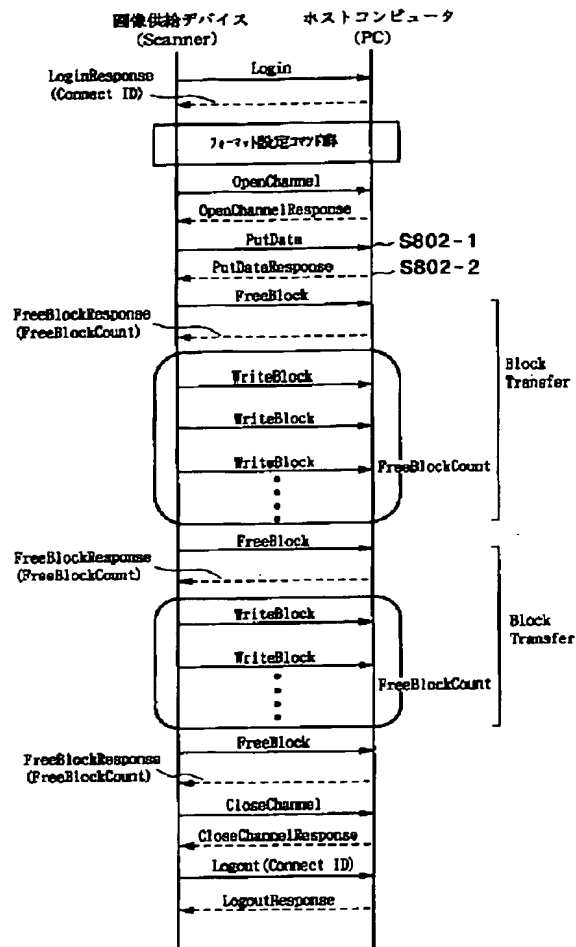 画像供給デバイス
(Scanner)
ホストコンピュータ
(PC)
Login
LoginResponse
(Connect ID)
フォーマット設定コマンド群
OpenChannel
OpenChannelResponse
PutData
S802-1
PutDataResponse
S802-2
FreeBlock
FreeBlockResponse
(FreeBlockCount)
Block
Transfer
WriteBlock
WriteBlock
WriteBlock
FreeBlockCount
FreeBlock
FreeBlockResponse
(FreeBlockCount)
WriteBlock
Block
Transfer
WriteBlock
FreeBlockCount
FreeBlock
FreeBlockResponse
(FreeBlockCount)
CloseChannel
CloseChannelResponse
Logout(Connect ID)
LogoutResponse